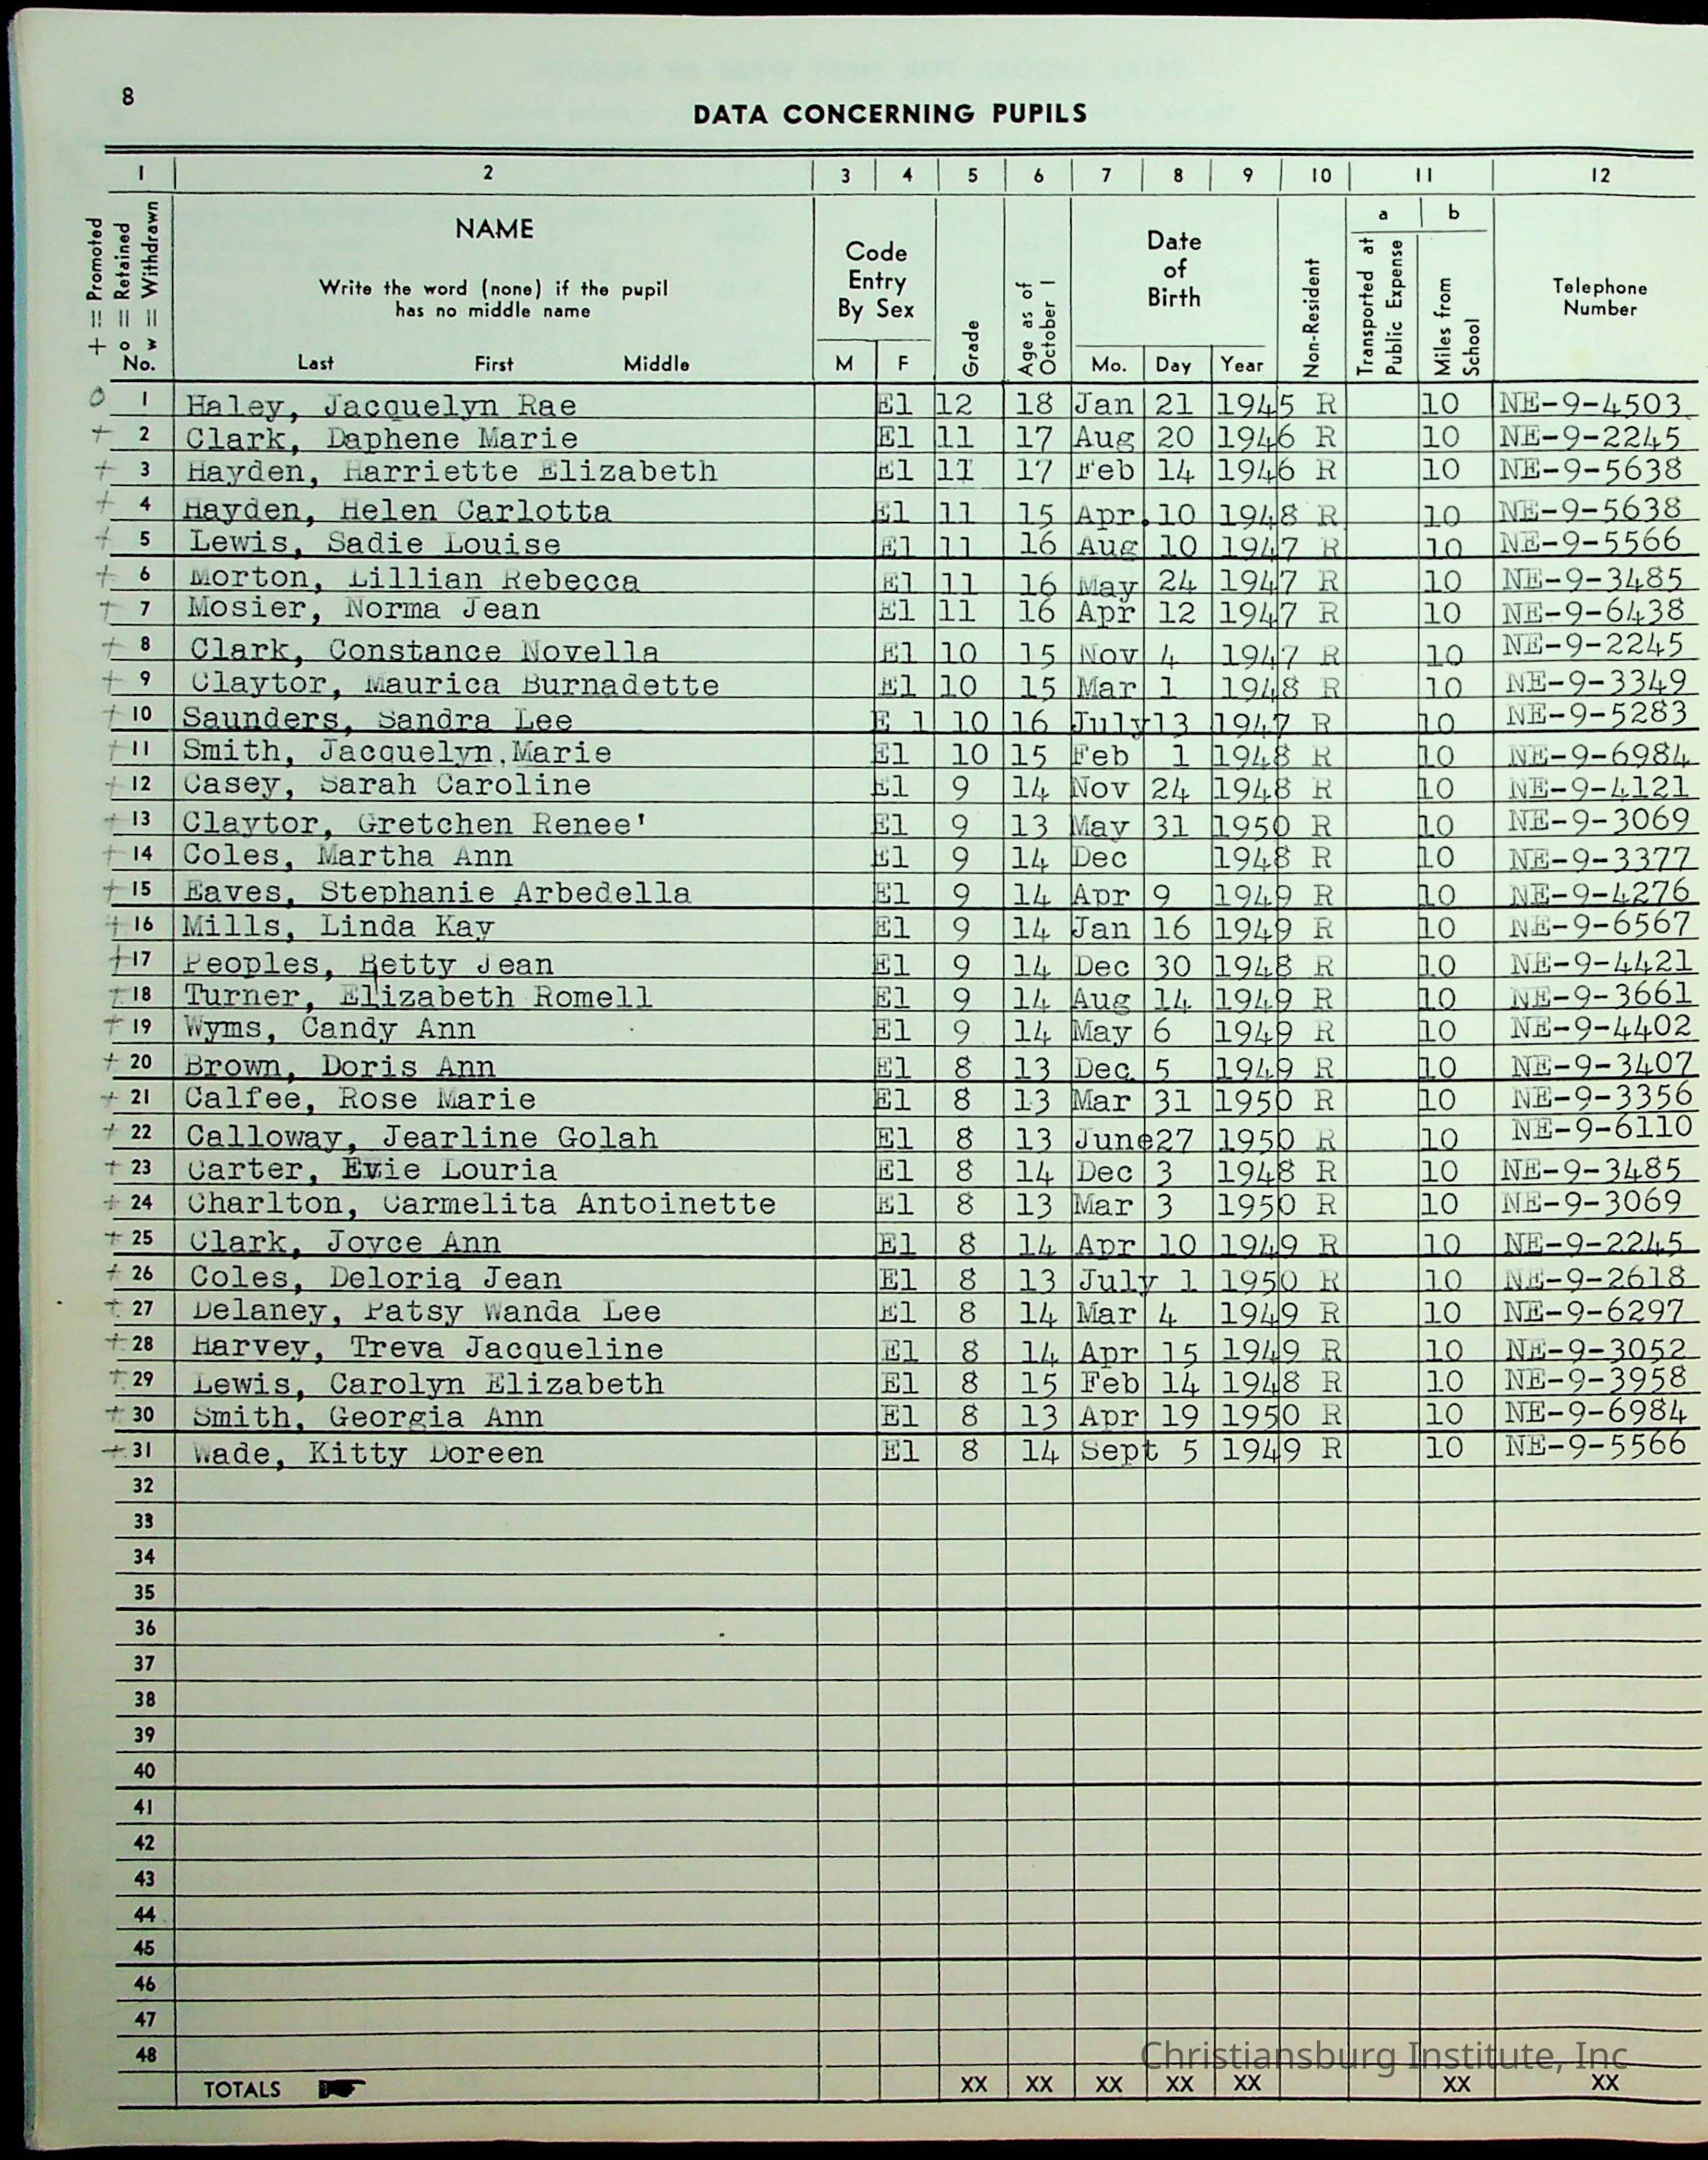 8
DATA CONCERNING PUPILS
1 2 3 4 5 6 7 8 9 10 11 12
+ = Promoted
o = Retained
w = Withdrawn
No.
NAME
Write the word (none) if the pupil
has no middle name
Last First Middle
Code
Entry
By Sex
M F
Grade
Age as of
October 1
Date
of
Birth
Mo. Day Year
Non-Resident
a b
Transported at
Public Expense
Miles from
School
Telephone
Number
0 1 Haley, Jacquelyn Rae El 12 18 Jan 21 1945 R 10 NE-9-4503
+ 2 Clark, Daphene Marie El 11 17 Aug 20 1946 R 10 NE-9-2245
+ 3 Hayden, Harriette Elizabeth El 11 17 Feb 14 1946 R 10 NE-9-5638
+ 4 Hayden, Helen Carlotta El 11 15 Apr. 10 1948 R 10 NE-9-5638
+ 5 Lewis, Sadie Louise El 11 16 Aug 10 1947 R 10 NE-9-5566
+ 6 Morton, Lillian Rebecca El 11 16 May 24 1947 R 10 NE-9-3485
+ 7 Mosier, Norma Jean El 11 16 Apr 12 1947 R 10 NE-9-6438
+ 8 Clark, Constance Novella El 10 15 Nov 4 1947 R 10 NE-9-2245
+ 9 Claytor, Maurica Burnadette El 10 15 Mar 1 1948 R 10 NE-9-3349
+ 10 Saunders, Sandra Lee E l 10 16 July 13 1947 R 10 NE-9-5283
+ 11 Smith, Jacquelyn.Marie El 10 15 Feb 1 1948 R 10 NE-9-6984
+ 12 Casey, Sarah Caroline El 9 14 Nov 24 1948 R 10 NE-9-4121
+ 13 Claytor, Gretchen Renee' El 9 13 May 31 1950 R 10 NE-9-3069
+ 14 Coles, Martha Ann El 9 14 Dec 1948 R 10 NE-9-3377
+ 15 Eaves, Stephanie Arbedella El 9 14 Apr 9 1949 R 10 NE-9-4276
+ 16 Mills, Linda Kay El 9 14 Jan 16 1949 R 10 NE-9-6567
+ 17 Peoples, Betty Jean El 9 14 Dec 30 1948 R 10 NE-9-4421
+ 18 Turner, Elizabeth Romell El 9 14 Aug 14 1949 R 10 NE-9-3661
+ 19 Wyms, Candy Ann El 9 14 May 6 1949 R 10 NE-9-4402
+ 20 Brown, Doris Ann El 8 13 Dec. 5 1949 R 10 NE-9-3407
+ 21 Calfee, Rose Marie El 8 13 Mar 31 1950 R 10 NE-9-3356
+ 22 Calloway, Jearline Golah El 8 13 June 27 1950 R 10 NE-9-6110
+ 23 Carter, Evie Louria El 8 14 Dec 3 1948 R 10 NE-9-3485
+ 24 Charlton, Carmelita Antoinette El 8 13 Mar 3 1950 R 10 NE-9-3069
+ 25 Clark, Joyce Ann El 8 14 Apr 10 1949 R 10 NE-9-2245
+ 26 Coles, Deloria Jean El 8 13 July 1 1950 R 10 NE-9-2618
+ 27 Delaney, Patsy Wanda Lee El 8 14 Mar 4 1949 R 10 NE-9-6297
+ 28 Harvey, Treva Jacqueline El 8 14 Apr 15 1949 R 10 NE-9-3052
+ 29 Lewis, Carolyn Elizabeth El 8 15 Feb 14 1948 R 10 NE-9-3958
+ 30 Smith, Georgia Ann El 8 13 Apr 19 1950 R 10 NE-9-6984
+ 31 Wade, Kitty Doreen El 8 14 Sept 5 1949 R 10 NE-9-5566
32
33
34
35
36
37
38
39
40
41
42
43
44
45
46
47
48
Christiansburg Institute, Inc
TOTALS XX XX XX XX XX XX XX